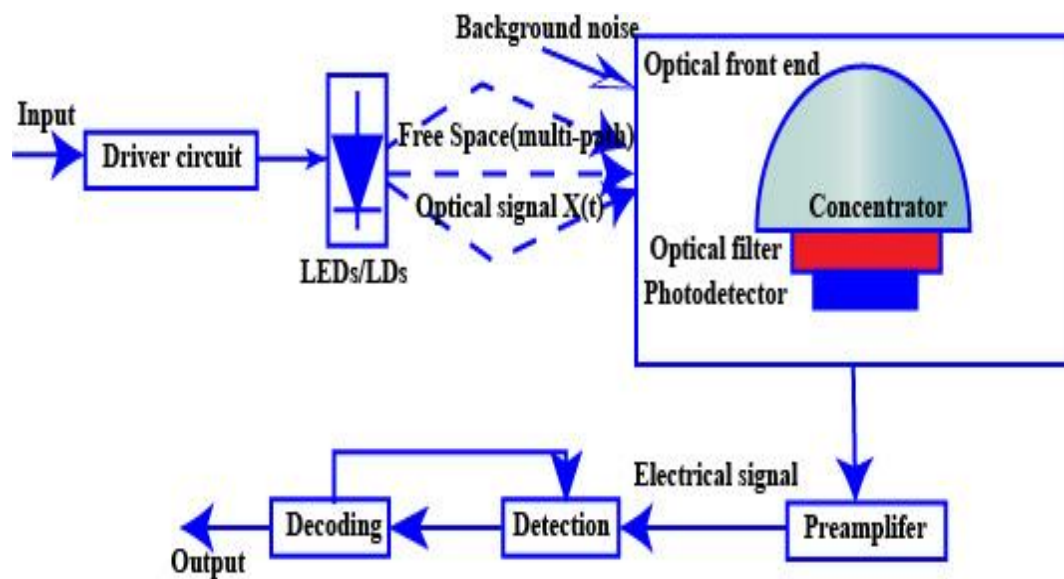 Background noise
Optical front end
Input
Driver circuit
Free Space(multi-path)
Optical signal X(t)
LEDs/LDs
Concentrator
Optical filter
Photodetector
Electrical signal
Decoding
Detection
Preamplifer
Output